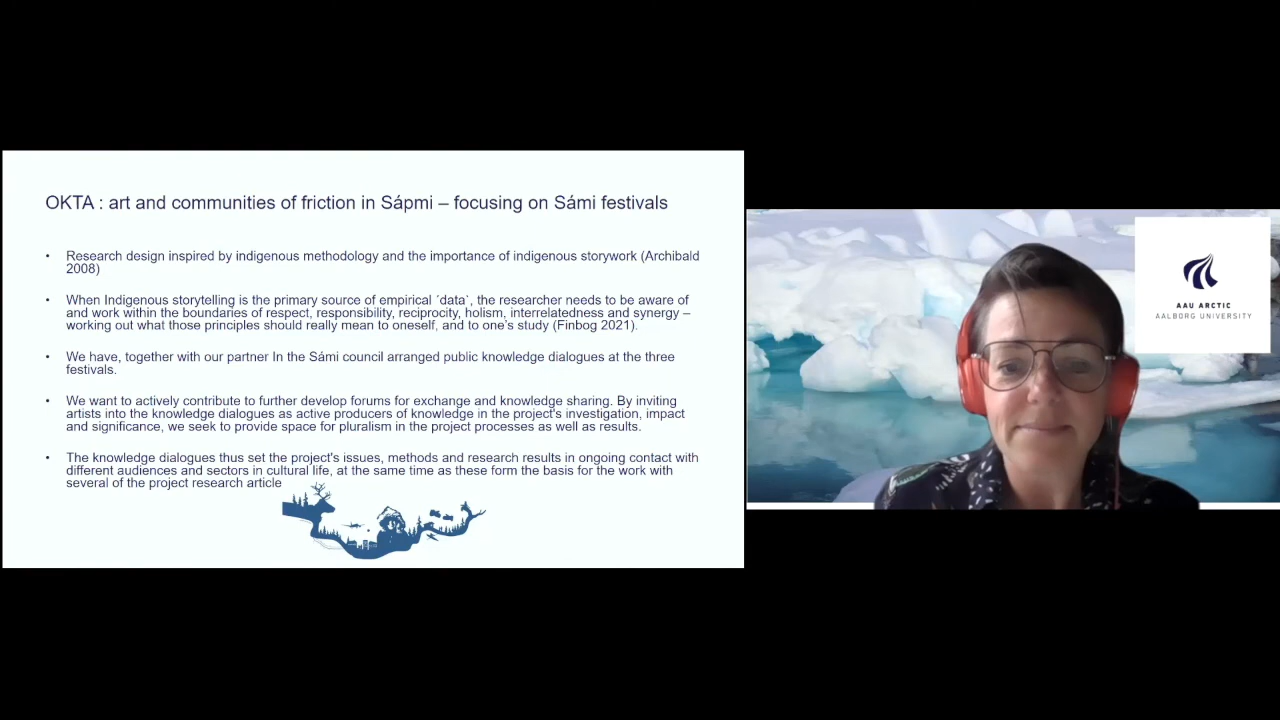 OKTA : art and communities of friction in Sápmi – focusing on Sámi festivals
• Research design inspired by indigenous methodology and the importance of indigenous storywork (Archibald
2008)
• When Indigenous storytelling is the primary source of empirical ´data`, the researcher needs to be aware of
and work within the boundaries of respect, responsibility, reciprocity, holism, interrelatedness and synergy –
working out what those principles should really mean to oneself, and to one's study (Finbog 2021).
• We have, together with our partner In the Sámi council arranged public knowledge dialogues at the three
festivals.
• We want to actively contribute to further develop forums for exchange and knowledge sharing. By inviting
artists into the knowledge dialogues as active producers of knowledge in the project's investigation, impact
and significance, we seek to provide space for pluralism in the project processes as well as results.
• The knowledge dialogues thus set the project's issues, methods and research results in ongoing contact with
different audiences and sectors in cultural life, at the same time as these form the basis for the work with
several of the project research article
AAU ARCTIC
AALBORG UNIVERSITY